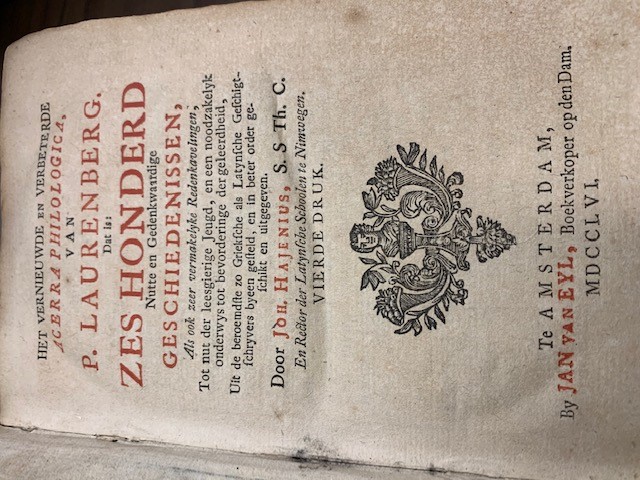 HET VERNIEUWDE EN VERBETERDE
ACERRA PHILOLOGICA,
VAN
P. LAURENBERG.
Dat is:
ZES HONDERD
Nutte en Gedenkwaardige
GESCHIEDENISSEN,
Als ook zeer vermakelyke Redenkavelingen,
Tot nut der leesgierige Jeugd, en een noodzakelyk
onderwys tot bevorderinge der geleerdheid,
Uit de beroemdſte zo Griekſche als Latynſche Geſchigt-
ſchryvers byeen geſteld, en in beter order ge-
ſchikt en uitgegeven.
Door JOH. HAJENIUS, S. S Th. C.
En Rector der Latynſche Schoolen te Nimwegen.
VIERDE DRUK.
Te AMSTERDAM,
By JAN VAN EYL, Boekverkoper op den Dam.
MDCCLVI.